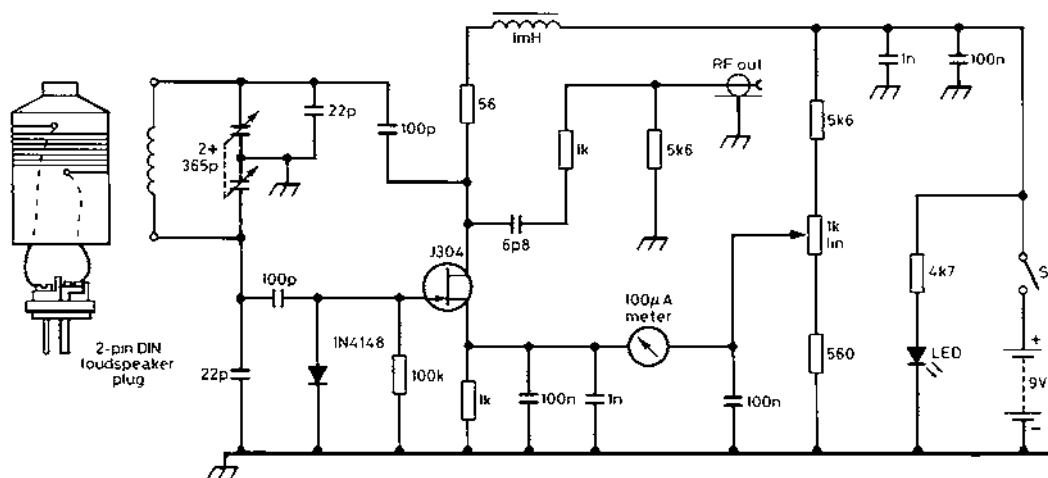 1mH
RF out
1n
100n
56
22p
100p
2+
365p
1k
5k6
5k6
6p8
J304
1k
lin
100p
4k7
S
100µA
meter
1N4148
2-pin DIN
loudspeaker
plug
22p
100k
1k
100n
1n
100n
560
LED
+
9V
-